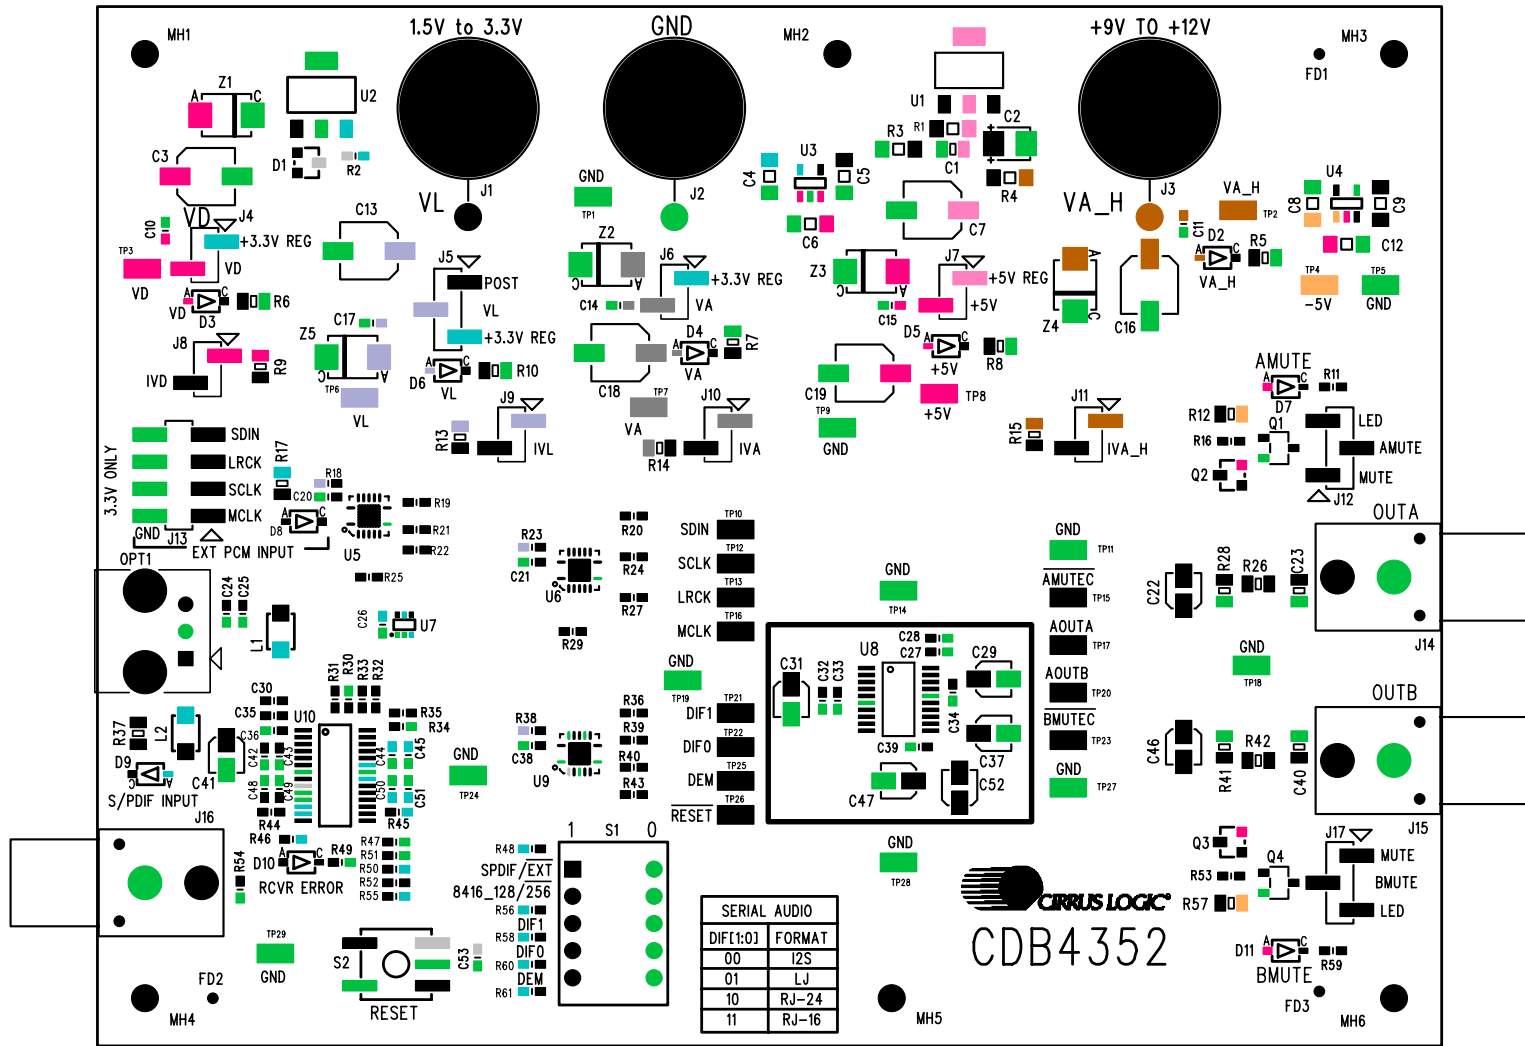 1.5V to 3.3V
GND
+9V TO +12V
MH1
MH2
MH3
FD1
Z1
A
C
U2
U1
R1
C2
+
R3
C1
R4
D1
R2
C3
C4
U3
C5
C6
C7
U4
C8
C9
C12
J1
VL
J2
J3
VA_H
GND
TP1
VA_H
TP2
C11
D2
A
C
R5
VA_H
TP4
-5V
TP5
GND
C10
VD
J4
+3.3V REG
VD
TP3
VD
C13
J5
POST
VL
+3.3V REG
Z2
C
A
J6
+3.3V REG
VA
C14
Z3
C
A
J7
+5V REG
+5V
C15
Z4
A
C
C16
VD
A
C
D3
R6
C17
Z5
C
A
J8
IVD
R9
TP6
VL
A
C
D6
VL
R10
C18
D4
A
C
VA
R7
D5
A
C
+5V
R8
C19
TP7
VA
TP8
+5V
TP9
GND
J9
IVL
R13
J10
IVA
R14
J11
IVA_H
R15
AMUTE
A
C
D7
R11
R12
Q1
R16
Q2
LED
AMUTE
MUTE
J12
3.3V ONLY
SDIN
LRCK
SCLK
MCLK
GND
J13
EXT PCM INPUT
R17
R18
C20
A
C
D8
U5
R19
R21
R22
R25
R23
C21
U6
R20
R24
R27
R29
SDIN
TP10
SCLK
TP12
LRCK
TP13
MCLK
TP16
GND
TP11
AMUTEC
TP15
AOUTA
TP17
AOUTB
TP20
BMUTEC
TP23
GND
TP27
GND
TP14
OUTA
C22
R28
R26
C23
J14
GND
TP18
OUTB
C46
R41
R42
C40
J15
OPT1
C24
C25
L1
C26
U7
C30
C35
C36
R31
R30
R33
R32
R35
R34
U10
C42
C43
C48
C49
C44
C45
C50
C51
R44
R45
R37
L2
C41
D9
C
A
S/PDIF INPUT
J16
R46
D10
A
C
R49
RCVR ERROR
R54
R47
R51
R50
R52
R55
GND
TP19
TP24
GND
R38
C38
U9
R36
R39
R40
R43
DIF1
TP21
DIF0
TP22
DEM
TP25
RESET
TP26
C31
C32
C33
U8
C28
C27
C29
C34
C37
C39
C47
C52
GND
TP28
1
S1
0
R48
SPDIF/EXT
8416_128/256
R56
DIF1
R58
DIF0
R60
DEM
R61
TP29
GND
S2
C53
RESET
FD2
MH4
SERIAL AUDIO
DIF[1:0] FORMAT
00 I2S
01 LJ
10 RJ-24
11 RJ-16
CIRRUS LOGIC®
CDB4352
Q3
R53
R57
Q4
J17
MUTE
BMUTE
LED
D11
A
C
R59
BMUTE
MH5
FD3
MH6